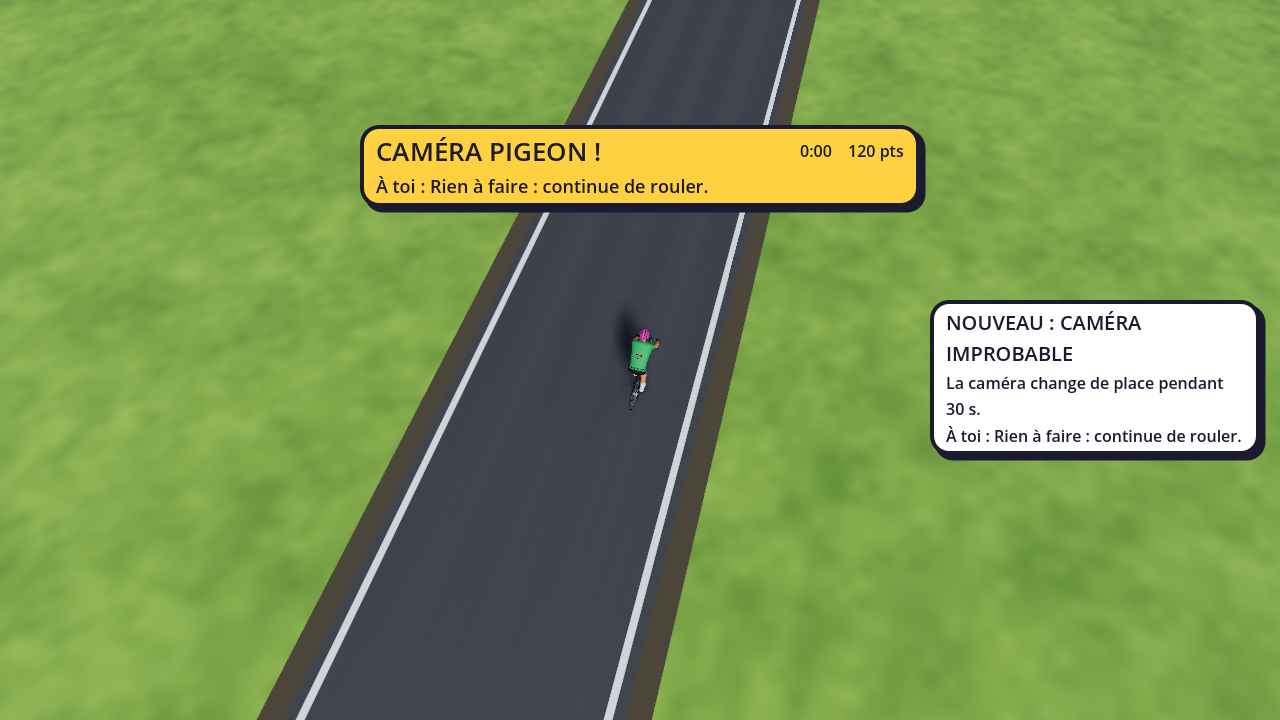 CAMÉRA PIGEON !
0:00 120 pts
À toi : Rien à faire : continue de rouler.
NOUVEAU : CAMÉRA
IMPROBABLE
La caméra change de place pendant
30 s.
À toi : Rien à faire : continue de rouler.